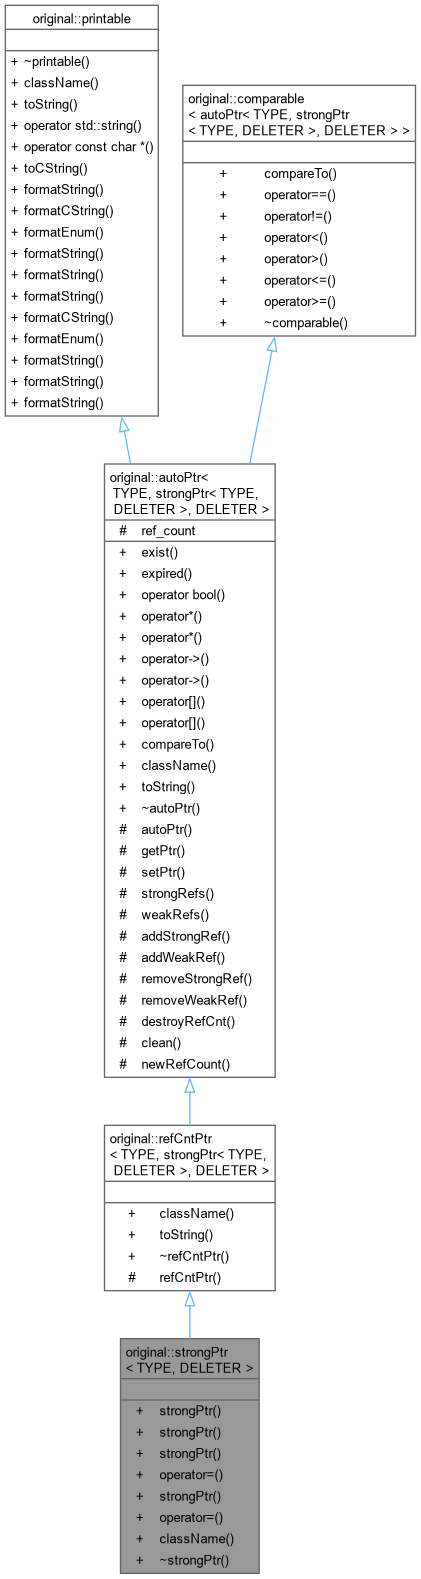 original::printable
+ ~printable()
+ className()
+ toString()
+ operator std::string()
+ operator const char *()
+ toCString()
+ formatString()
+ formatCString()
+ formatEnum()
+ formatString()
+ formatString()
+ formatString()
+ formatCString()
+ formatEnum()
+ formatString()
+ formatString()
+ formatString()
original::comparable
< autoPtr< TYPE, strongPtr
< TYPE, DELETER >, DELETER > >
+ compareTo()
+ operator==()
+ operator!=()
+ operator<()
+ operator>()
+ operator<=()
+ operator>=()
+ ~comparable()
original::autoPtr<
TYPE, strongPtr< TYPE,
DELETER >, DELETER >
# ref_count
+ exist()
+ expired()
+ operator bool()
+ operator*()
+ operator*()
+ operator->()
+ operator->()
+ operator[]()
+ operator[]()
+ compareTo()
+ className()
+ toString()
+ ~autoPtr()
# autoPtr()
# getPtr()
# setPtr()
# strongRefs()
# weakRefs()
# addStrongRef()
# addWeakRef()
# removeStrongRef()
# removeWeakRef()
# destroyRefCnt()
# clean()
# newRefCount()
original::refCntPtr
< TYPE, strongPtr< TYPE,
DELETER >, DELETER >
+ className()
+ toString()
+ ~refCntPtr()
# refCntPtr()
original::strongPtr
< TYPE, DELETER >
+ strongPtr()
+ strongPtr()
+ strongPtr()
+ operator=()
+ strongPtr()
+ operator=()
+ className()
+ ~strongPtr()